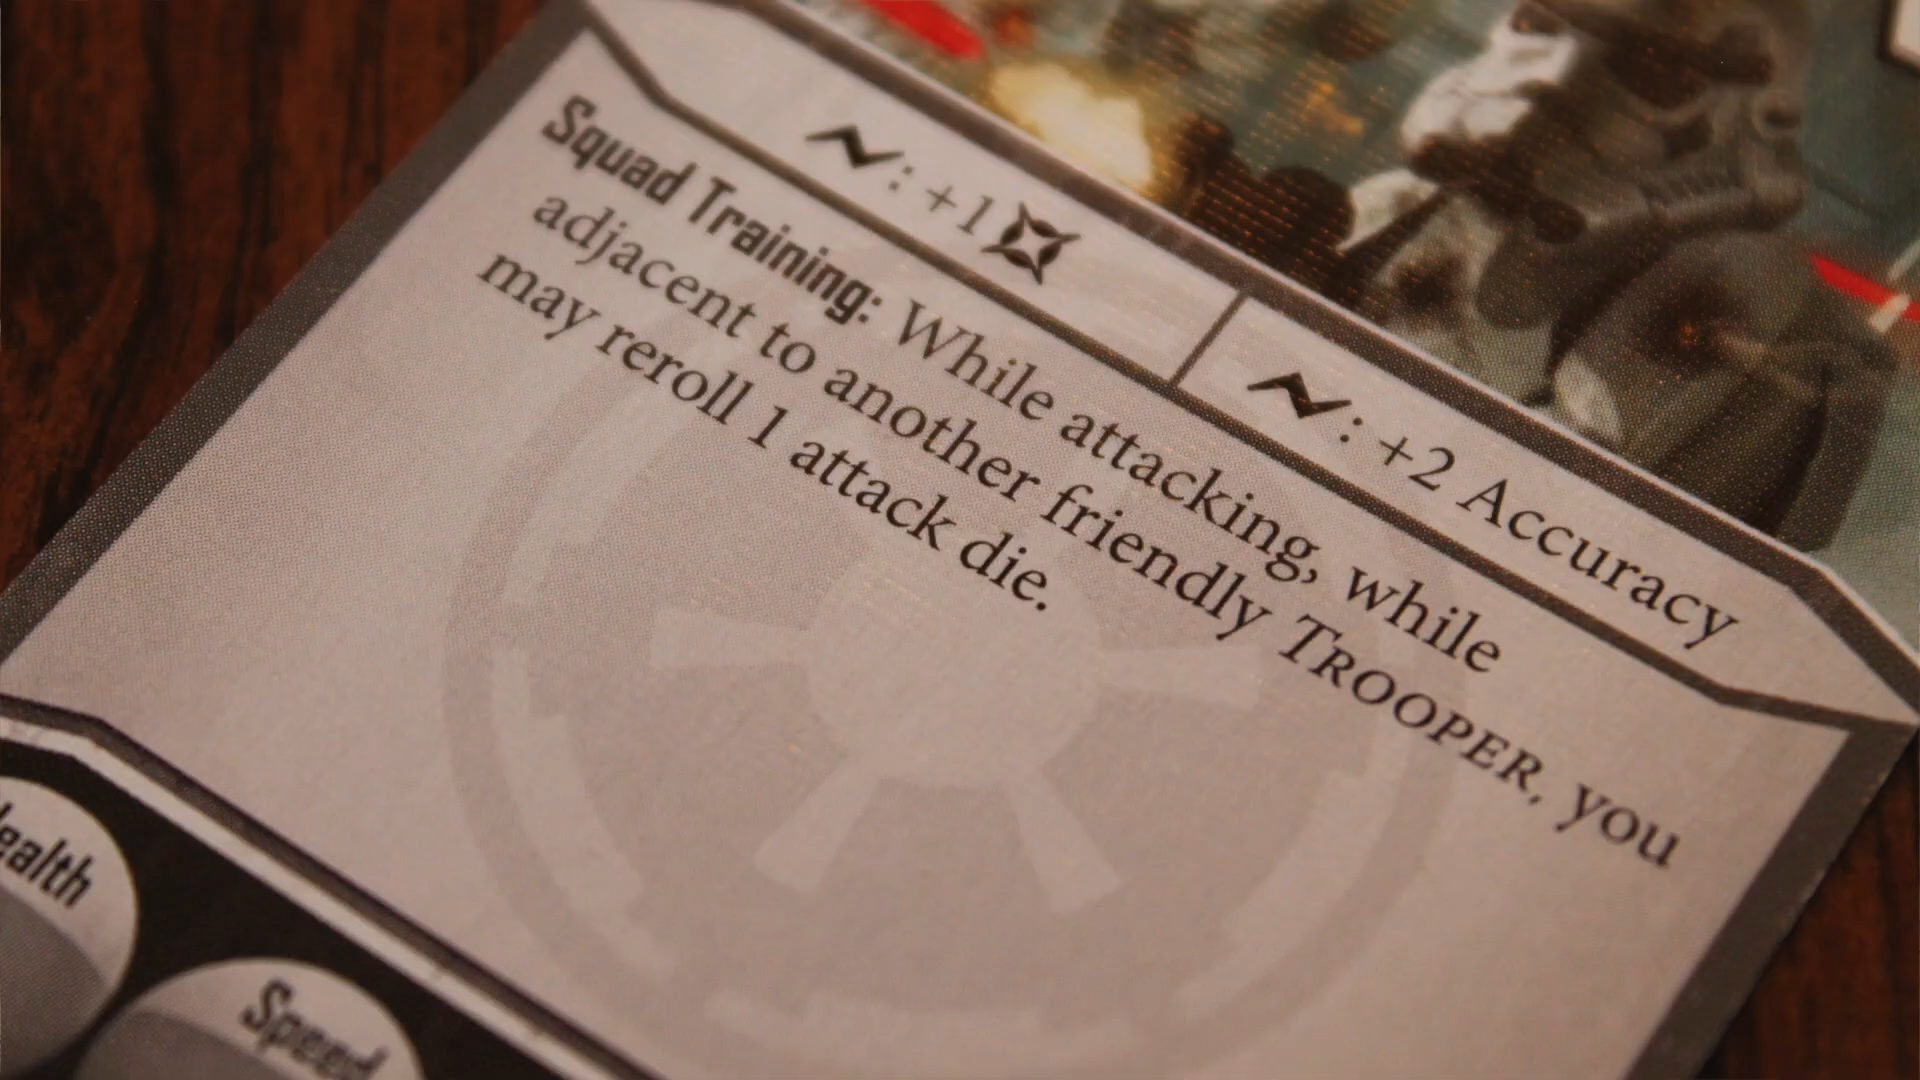 : +1
: +2 Accuracy
Squad Training: While attacking, while
adjacent to another friendly TROOPER, you
may reroll 1 attack die.
ealth
Speed